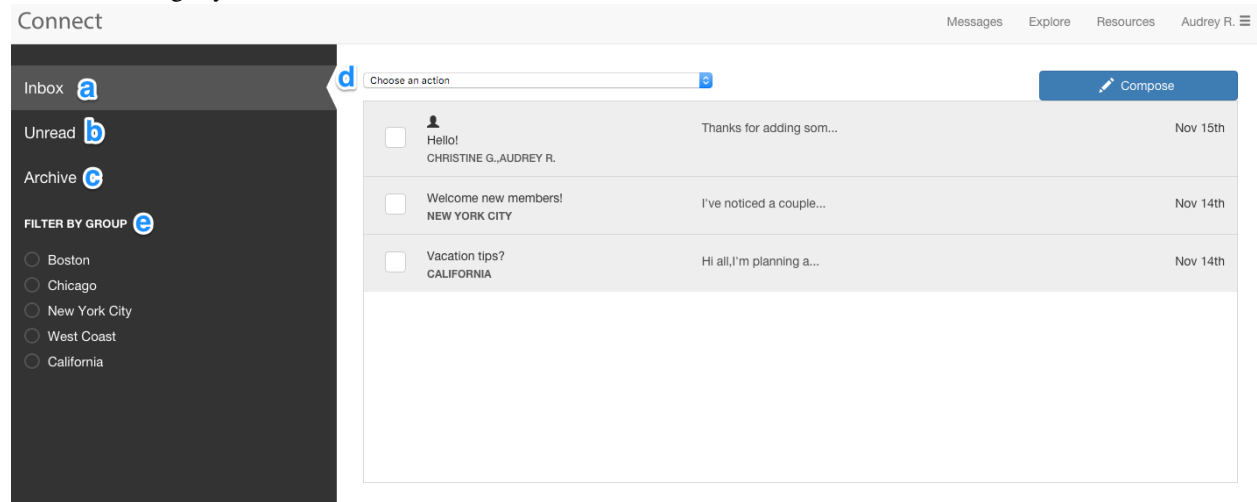 Connect
Messages Explore Resources Audrey R.
Inbox a
Unread b
Archive c
FILTER BY GROUP e
Boston
Chicago
New York City
West Coast
California
d Choose an action
Compose
Hello!
CHRISTINE G.,AUDREY R.
Thanks for adding som...
Nov 15th
Welcome new members!
NEW YORK CITY
I've noticed a couple...
Nov 14th
Vacation tips?
CALIFORNIA
Hi all,I'm planning a...
Nov 14th